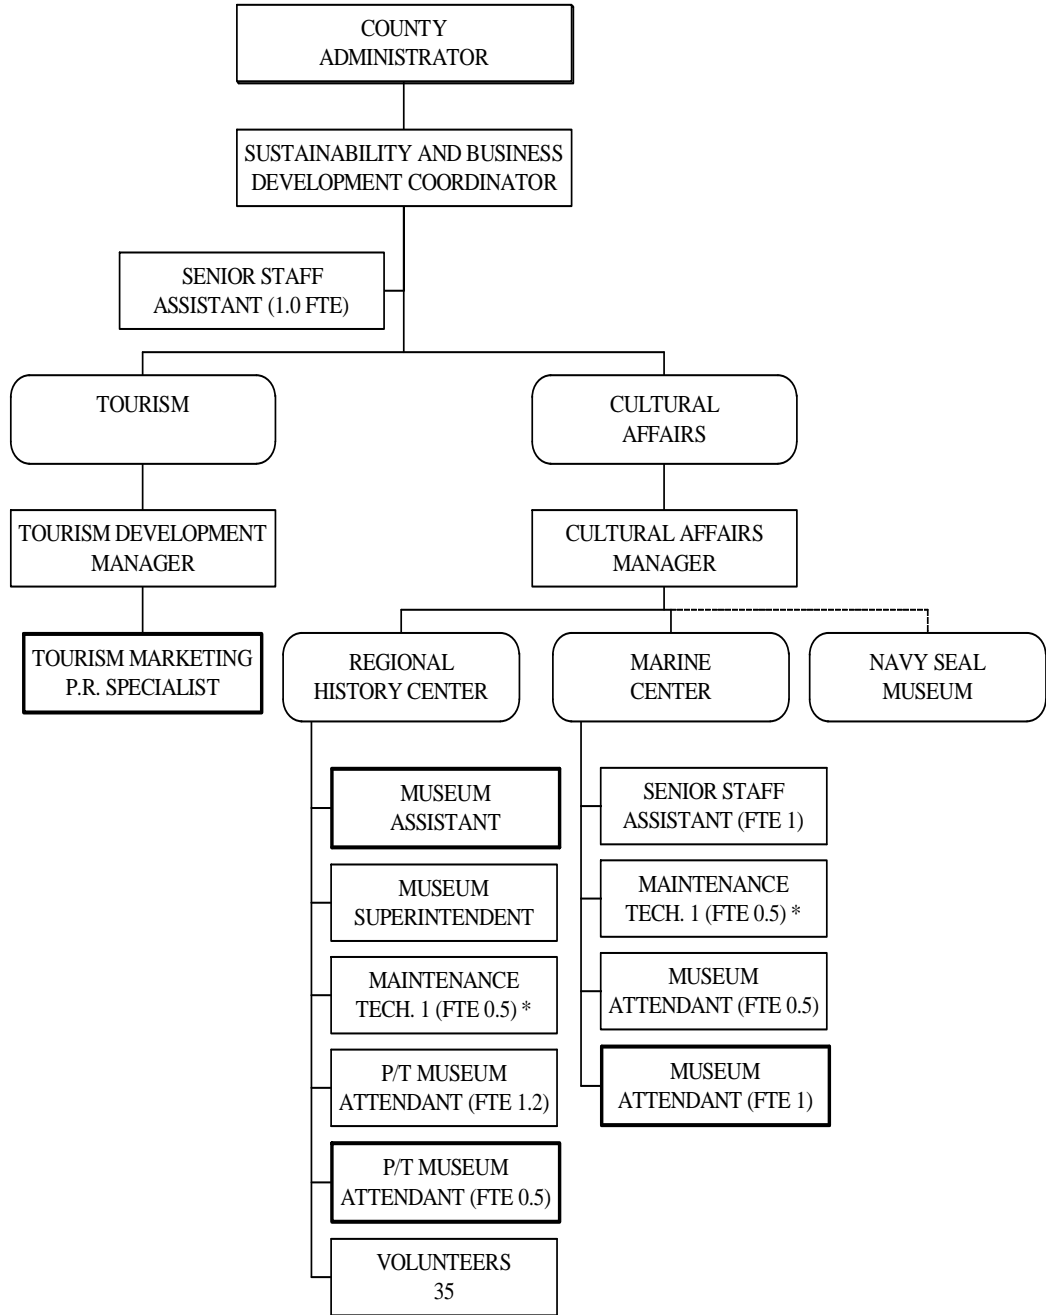 COUNTY
ADMINISTRATOR
SUSTAINABILITY AND BUSINESS
DEVELOPMENT COORDINATOR
SENIOR STAFF
ASSISTANT (1.0 FTE)
TOURISM
CULTURAL
AFFAIRS
TOURISM DEVELOPMENT
MANAGER
CULTURAL AFFAIRS
MANAGER
TOURISM MARKETING
P.R. SPECIALIST
REGIONAL
HISTORY CENTER
MARINE
CENTER
NAVY SEAL
MUSEUM
MUSEUM
ASSISTANT
MUSEUM
SUPERINTENDENT
MAINTENANCE
TECH. 1 (FTE 0.5) *
P/T MUSEUM
ATTENDANT (FTE 1.2)
P/T MUSEUM
ATTENDANT (FTE 0.5)
VOLUNTEERS
35
SENIOR STAFF
ASSISTANT (FTE 1)
MAINTENANCE
TECH. 1 (FTE 0.5) *
MUSEUM
ATTENDANT (FTE 0.5)
MUSEUM
ATTENDANT (FTE 1)